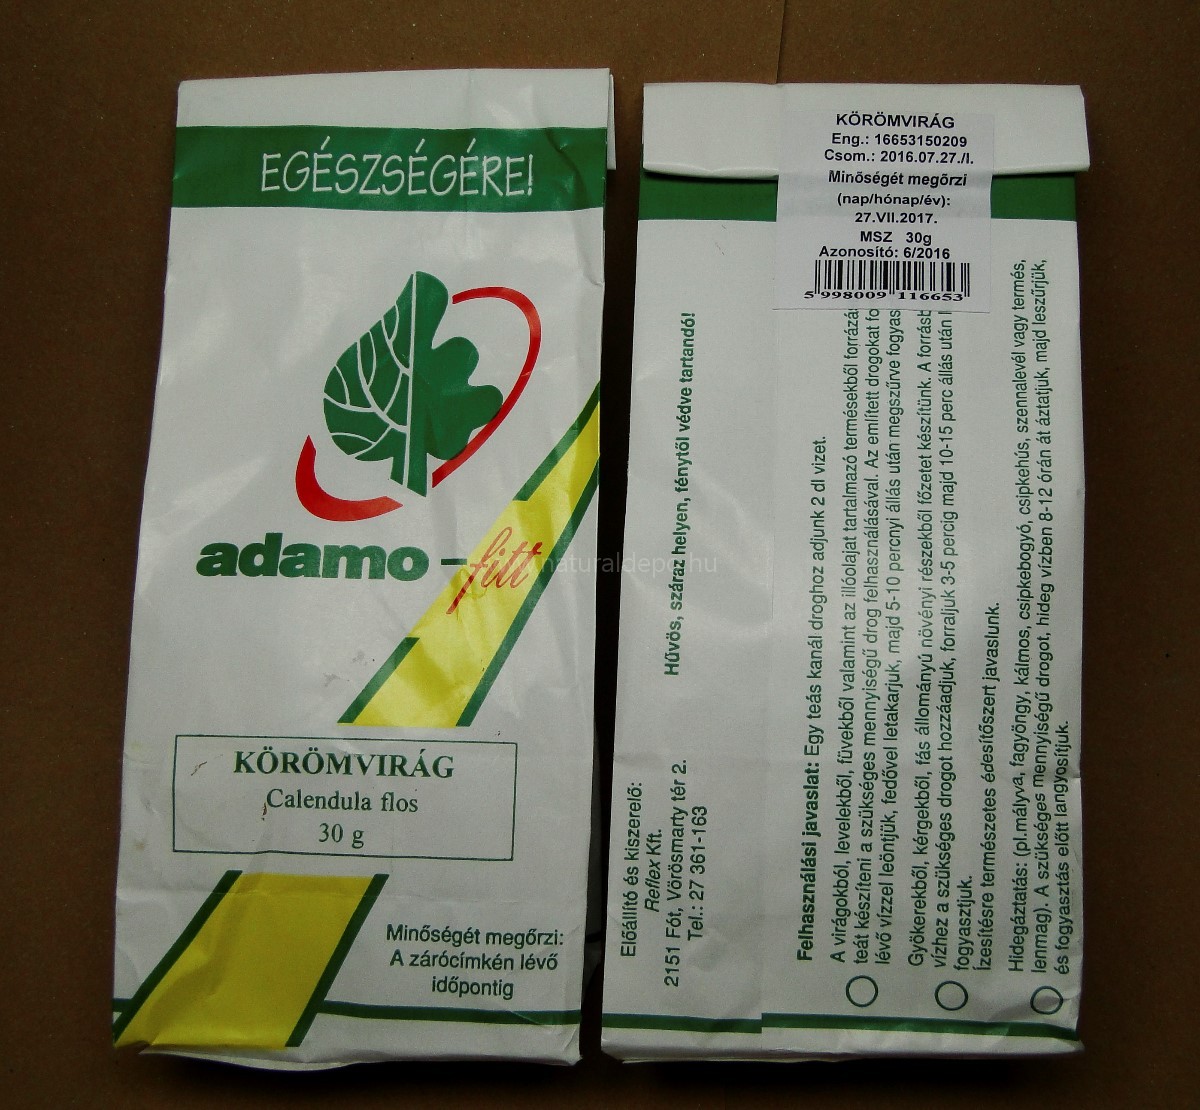 EGÉSZSÉGÉRE!
adamo-fitt
KÖRÖMVIRÁG
Calendula flos
30 g
Minőségét megőrzi:
A zárócímkén lévő
időpontig
naturaldepo.hu
KÖRÖMVIRÁG
Eng.: 16653150209
Csom.: 2016.07.27./I.
Minőségét megőrzi
(nap/hónap/év):
27.VII.2017.
MSZ 30g
Azonosító: 6/2016
5 998009 116653
Előállító és kiszerelő:
Reflex Kft.
2151 Fót, Vörösmarty tér 2.
Tel.: 27 361-163
Hűvös, száraz helyen, fénytől védve tartandó!
Felhasználási javaslat: Egy teás kanál droghoz adjunk 2 dl vizet.
A virágokból, levelekből, füvekből valamint az illóolajat tartalmazó termésekből
teát készíteni a szükséges mennyiségű drog felhasználásával. Az említett drogokat
lévő vízzel leöntjük, fedővel letakarjuk, majd 5-10 percnyi állás után megszűrve
Gyökerekből, kérgekből, fás állományú növényi részekből főzetet készítünk. A
vízhez a szükséges drogot hozzáadjuk, forraljuk 3-5 percig majd 10-15 perc állás után
fogyasztjuk.
Ízesítésre természetes édesítőszert javaslunk.
Hidegáztatás: (pl.mályva, fagyöngy, kálmos, csipkebogyó, csipkehús, szennalevél vagy termés,
lenmag). A szükséges mennyiségű drogot, hideg vízben 8-12 órán át áztatjuk, majd leszűrjük,
és fogyasztás előtt langyosítjuk.